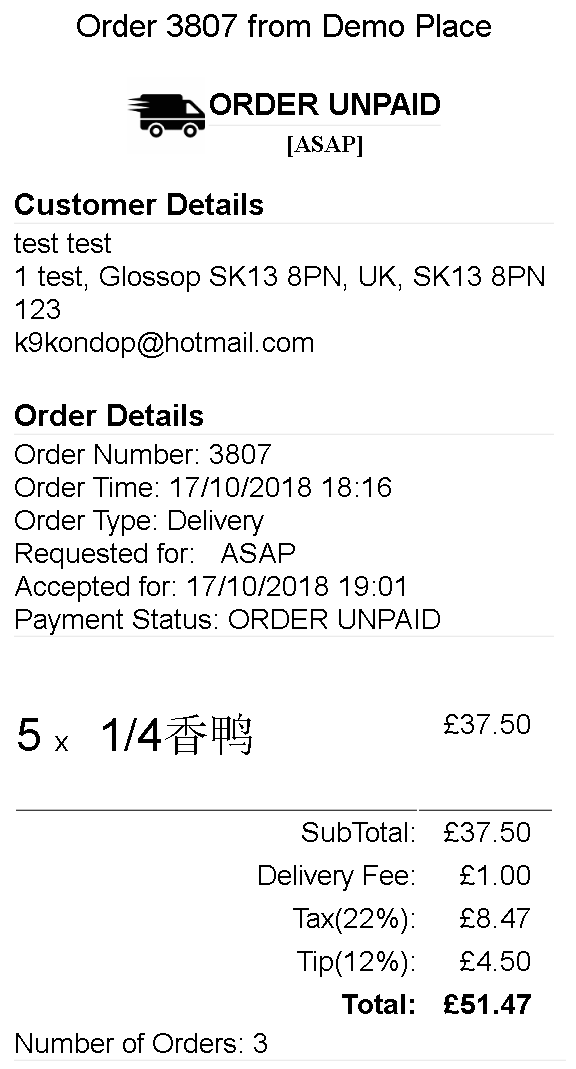 Order 3807 from Demo Place
ORDER UNPAID
[ASAP]
Customer Details
test test
1 test, Glossop SK13 8PN, UK, SK13 8PN
123
k9kondop@hotmail.com
Order Details
Order Number: 3807
Order Time: 17/10/2018 18:16
Order Type: Delivery
Requested for: ASAP
Accepted for: 17/10/2018 19:01
Payment Status: ORDER UNPAID
5 x 1/4香鸭 £37.50
SubTotal: £37.50
Delivery Fee: £1.00
Tax(22%): £8.47
Tip(12%): £4.50
Total: £51.47
Number of Orders: 3